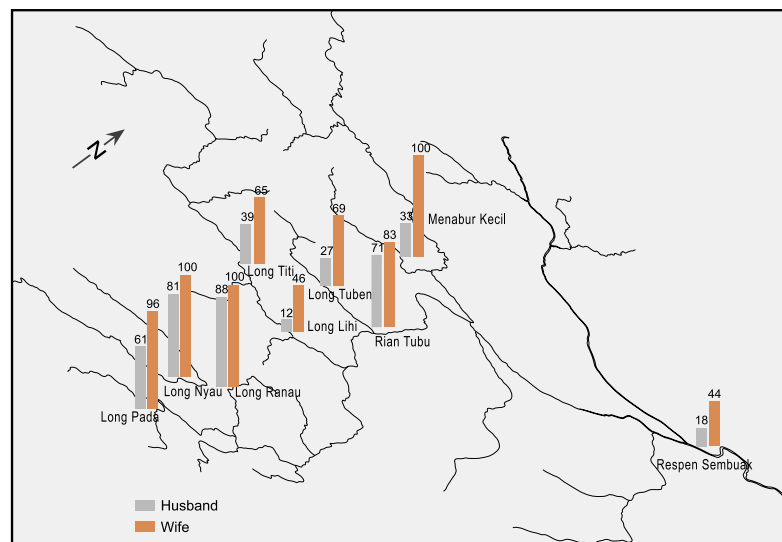 100
33
Menabur Kecil
65
39
Long Titi
69
27
Long Tuben
83
71
Rian Tubu
100
81
Long Nyau
100
88
Long Ranau
46
12
Long Lihi
96
61
Long Pada
44
18
Respen Sembuak
N
Husband
Wife